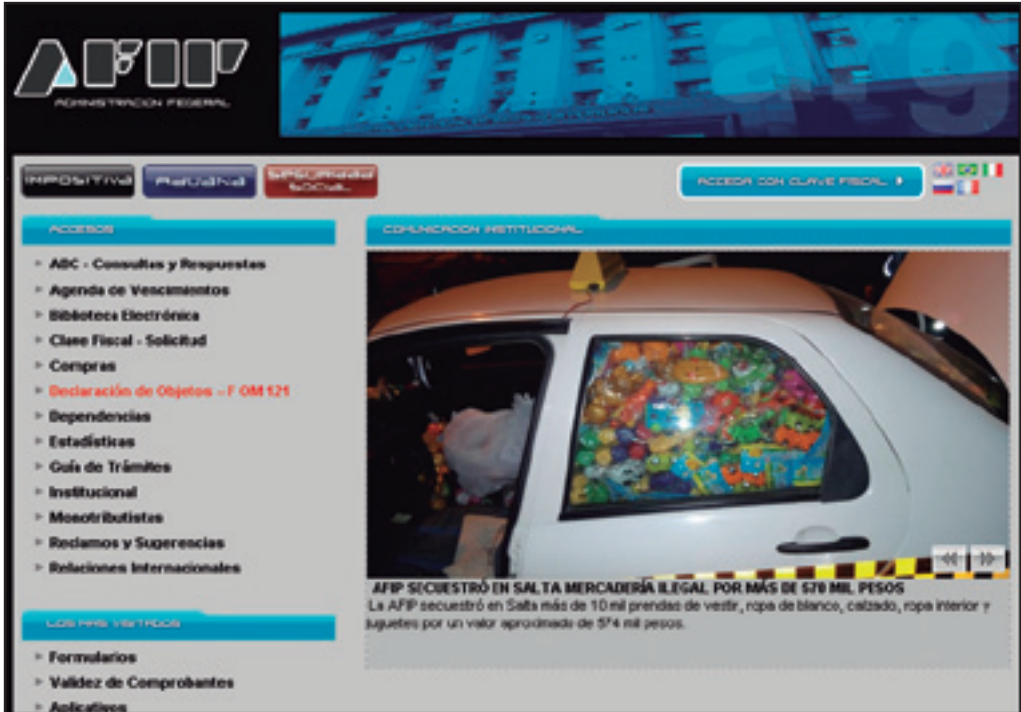 AFIP
ADMINISTRACION FEDERAL
arg
IMPOSITIVA
ADUANA
SEGURIDAD SOCIAL
ACCEDA CON CLAVE FISCAL
ACCESOS
ABC - Consultas y Respuestas
Agenda de Vencimientos
Biblioteca Electrónica
Clave Fiscal - Solicitud
Compras
Declaración de Objetos - F OM 121
Dependencias
Estadísticas
Guía de Trámites
Institucional
Monotributistas
Reclamos y Sugerencias
Relaciones Internacionales
LOS MAS VISITADOS
Formularios
Validez de Comprobantes
Aplicativos
COMUNICACION INSTITUCIONAL
AFIP SECUESTRÓ EN SALTA MERCADERÍA ILEGAL POR MÁS DE 570 MIL PESOS
La AFIP secuestró en Salta más de 10 mil prendas de vestir, ropa de blanco, calzado, ropa interior y
juguetes por un valor aproximado de 574 mil pesos.